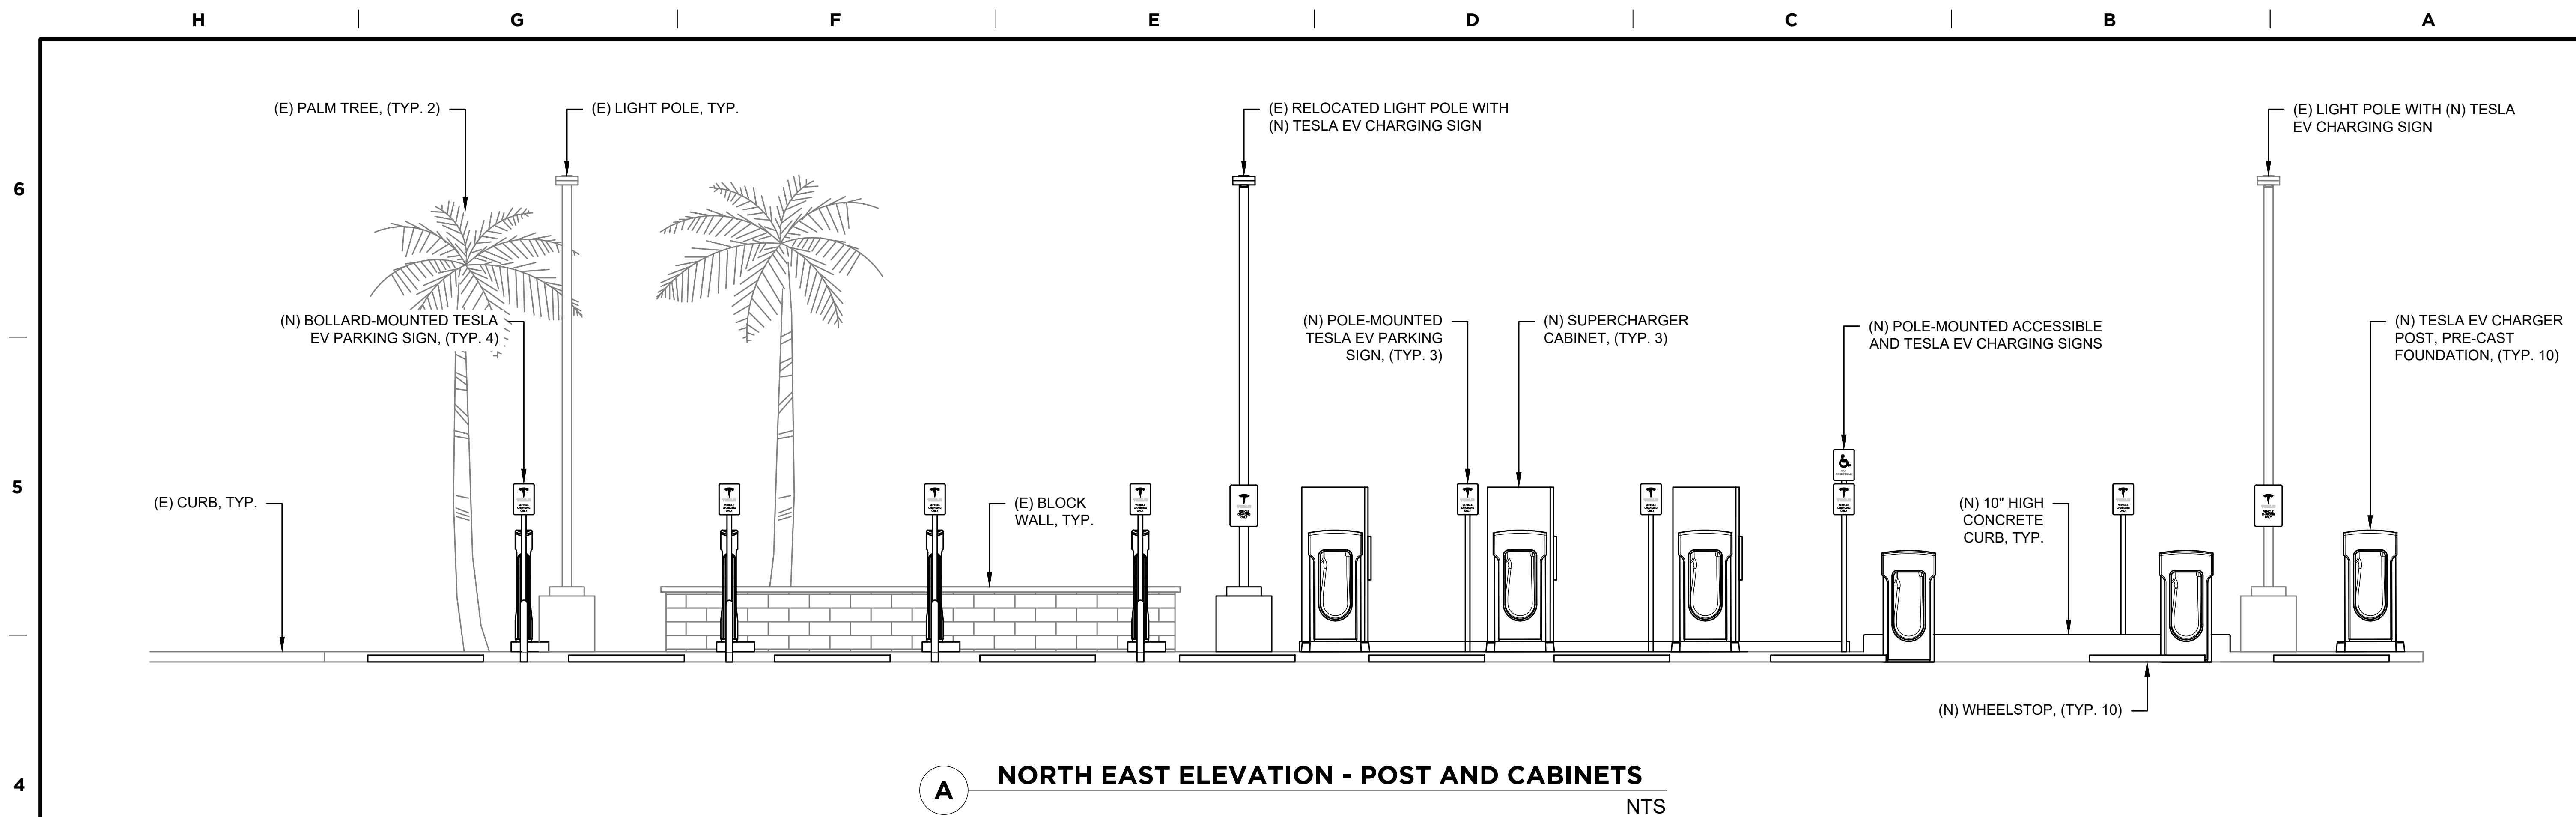 H G F E D C B A
(E) PALM TREE, (TYP. 2)
(E) LIGHT POLE, TYP.
(E) RELOCATED LIGHT POLE WITH
(N) TESLA EV CHARGING SIGN
(E) LIGHT POLE WITH (N) TESLA
EV CHARGING SIGN
6
(N) BOLLARD-MOUNTED TESLA
EV PARKING SIGN, (TYP. 4)
(N) POLE-MOUNTED
TESLA EV PARKING
SIGN, (TYP. 3)
(N) SUPERCHARGER
CABINET, (TYP. 3)
(N) POLE-MOUNTED ACCESSIBLE
AND TESLA EV CHARGING SIGNS
(N) TESLA EV CHARGER
POST, PRE-CAST
FOUNDATION, (TYP. 10)
5
(E) CURB, TYP.
(E) BLOCK
WALL, TYP.
(N) 10" HIGH
CONCRETE
CURB, TYP.
(N) WHEELSTOP, (TYP. 10)
4
A
NORTH EAST ELEVATION - POST AND CABINETS
NTS